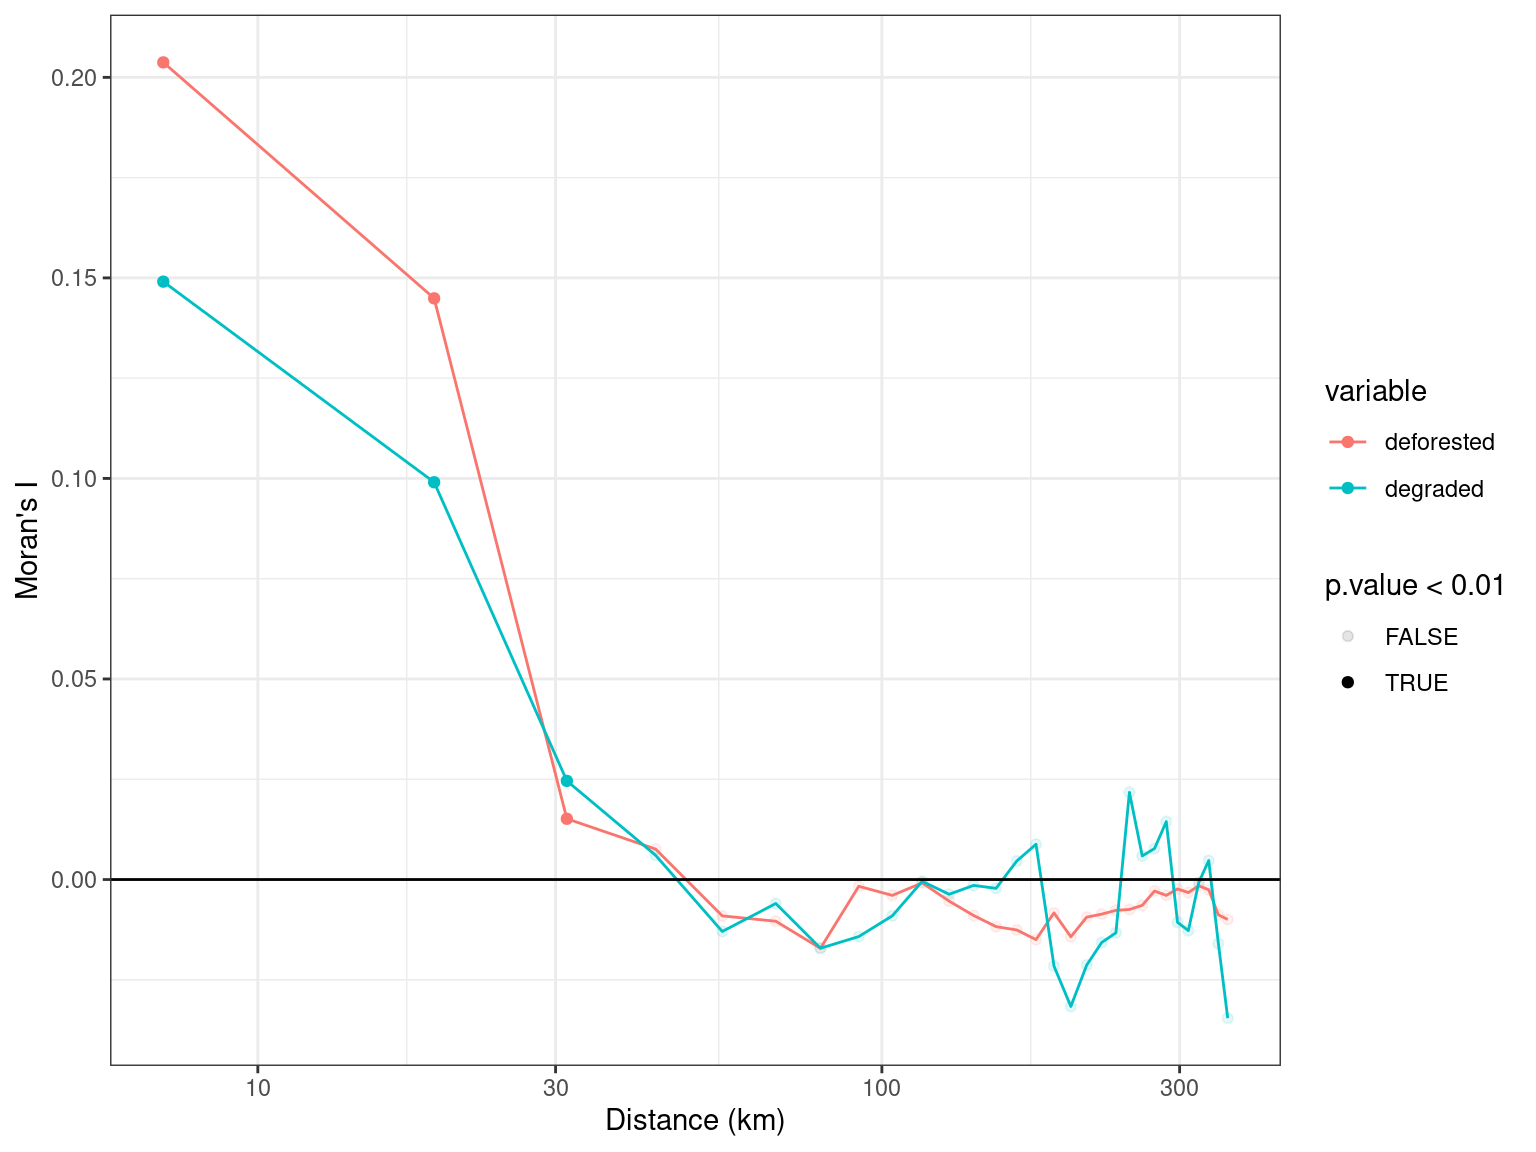 0.20
0.15
0.10
0.05
0.00
Moran's I
10 30 100 300
Distance (km)
variable
deforested
degraded
p.value < 0.01
FALSE
TRUE